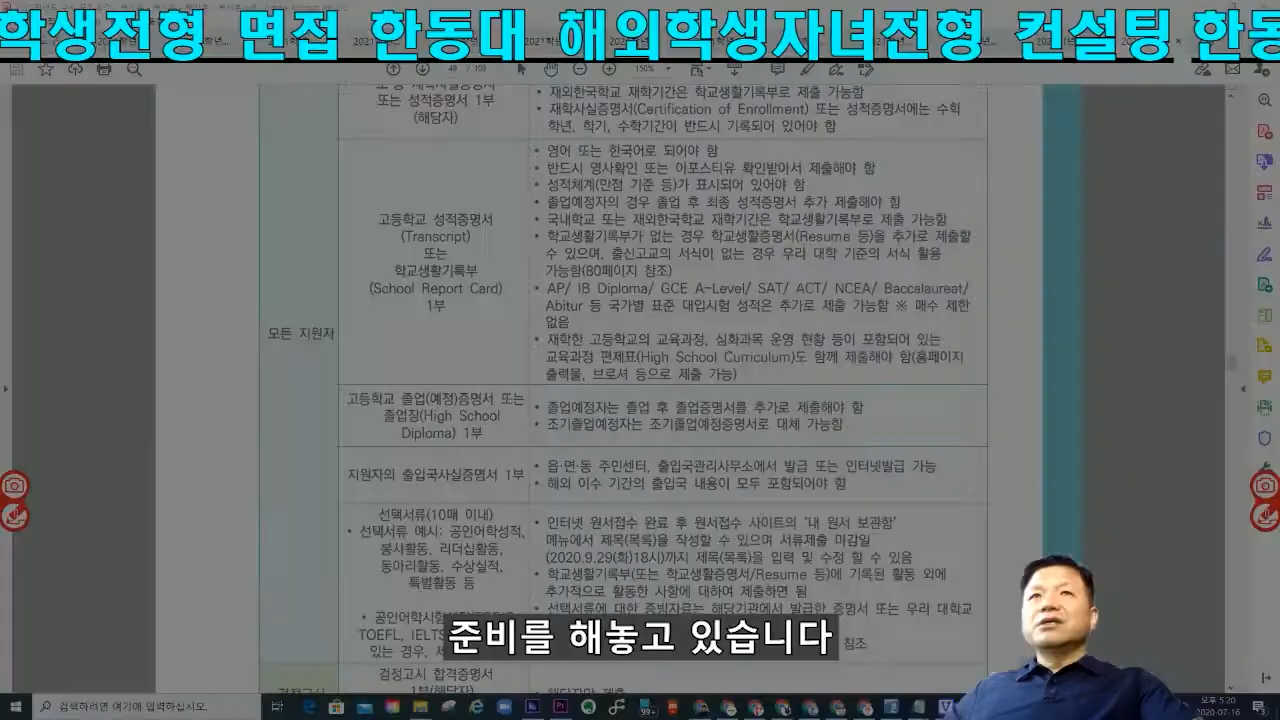 학생전형 면접 한동대 해외학생자녀전형 컨설팅 한동
49 / 108
150%
또는 성적증명서 1부
(해당자)
재외한국학교 재학기간은 학교생활기록부로 제출 가능함
재학사실증명서(Certification of Enrollment) 또는 성적증명서에는 수학
학년, 학기, 수학기간이 반드시 기록되어 있어야 함
모든 지원자
고등학교 성적증명서
(Transcript)
또는
학교생활기록부
(School Report Card)
1부
• 영어 또는 한국어로 되어야 함
• 반드시 영사확인 또는 아포스티유 확인받아서 제출해야 함
• 성적체계(만점 기준 등)가 표시되어 있어야 함
• 졸업예정자의 경우 졸업 후 최종 성적증명서 추가 제출해야 함
• 국내학교 또는 재외한국학교 재학기간은 학교생활기록부로 제출 가능함
• 학교생활기록부가 없는 경우 학교생활증명서(Resume 등)을 추가로 제출할
수 있으며, 출신고교의 서식이 없는 경우 우리 대학 기준의 서식 활용
가능함(80페이지 참조)
• AP/ IB Diploma/ GCE A-Level/ SAT/ ACT/ NCEA/ Baccalaureat/
Abitur 등 국가별 표준 대입시험 성적은 추가로 제출 가능함 ※ 매수 제한
없음
• 재학한 고등학교의 교육과정, 심화과목 운영 현황 등이 포함되어 있는
교육과정 편제표(High School Curriculum)도 함께 제출해야 함(홈페이지
출력물, 브로셔 등으로 제출 가능)
고등학교 졸업(예정)증명서 또는
졸업장(High School
Diploma) 1부
• 졸업예정자는 졸업 후 졸업증명서를 추가로 제출해야 함
• 조기졸업예정자는 조기졸업예정증명서로 대체 가능함
지원자의 출입국사실증명서 1부
• 읍·면·동 주민센터, 출입국관리사무소에서 발급 또는 인터넷발급 가능
• 해외 이수 기간의 출입국 내용이 모두 포함되어야 함
선택서류(10매 이내)
• 선택서류 예시: 공인어학성적,
봉사활동, 리더십활동,
동아리활동, 수상실적,
특별활동 등
• 공인어학시험
TOEFL, IELTS
있는 경우,
• 인터넷 원서접수 완료 후 원서접수 사이트의 '내 원서 보관함'
메뉴에서 제목(목록)을 작성할 수 있으며 서류제출 마감일
(2020.9.29(화)18시)까지 제목(목록)을 입력 및 수정 할 수 있음
• 학교생활기록부(또는 학교생활증명서/Resume 등)에 기록된 활동 외에
추가적으로 활동한 사항에 대하여 제출하면 됨
• 선택서류에 대한 증빙자료는 해당기관에서 발급한 증명서 또는 우리 대학교
참조
준비를 해놓고 있습니다
검정고시 합격증명서
1부(해당자)
검색하려면 여기에 입력하십시오.
99+
오후 5:20
2020-07-16